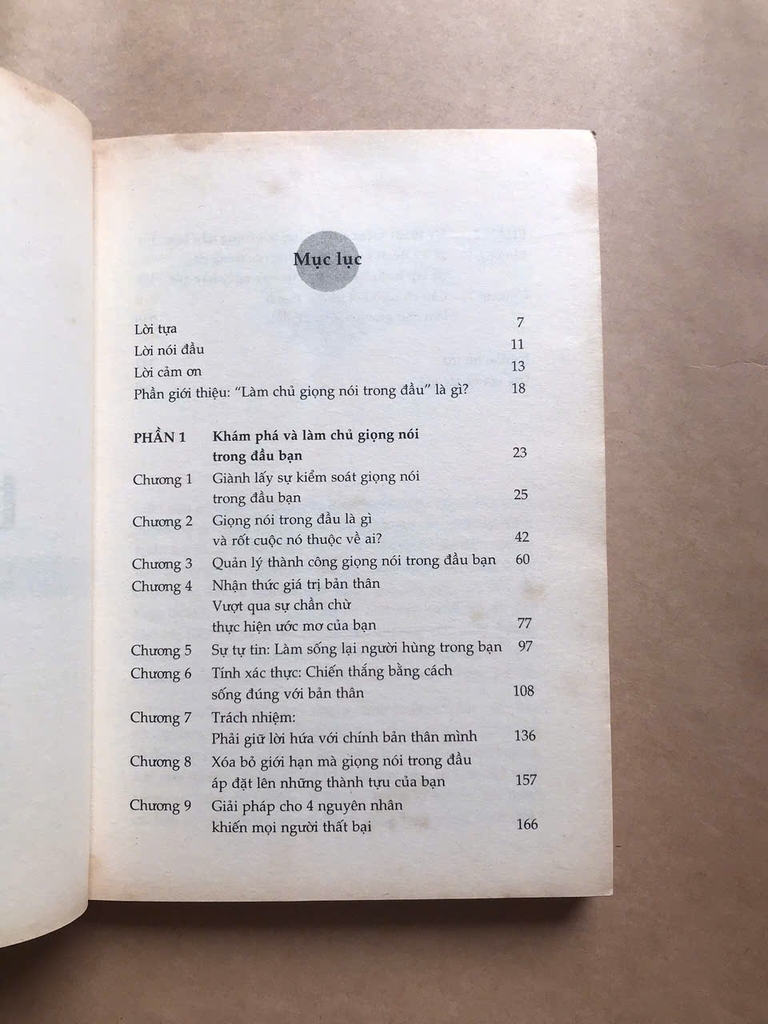 Mục lục
Lời tựa 7
Lời nói đầu 11
Lời cảm ơn 13
Phần giới thiệu: “Làm chủ giọng nói trong đầu” là gì? 18
PHẦN 1 Khám phá và làm chủ giọng nói
trong đầu bạn 23
Chương 1 Giành lấy sự kiểm soát giọng nói
trong đầu bạn 25
Chương 2 Giọng nói trong đầu là gì
và rốt cuộc nó thuộc về ai? 42
Chương 3 Quản lý thành công giọng nói trong đầu bạn 60
Chương 4 Nhận thức giá trị bản thân
Vượt qua sự chần chừ
thực hiện ước mơ của bạn 77
Chương 5 Sự tự tin: Làm sống lại người hùng trong bạn 97
Chương 6 Tính xác thực: Chiến thắng bằng cách
sống đúng với bản thân 108
Chương 7 Trách nhiệm:
Phải giữ lời hứa với chính bản thân mình 136
Chương 8 Xóa bỏ giới hạn mà giọng nói trong đầu
áp đặt lên những thành tựu của bạn 157
Chương 9 Giải pháp cho 4 nguyên nhân
khiến mọi người thất bại 166